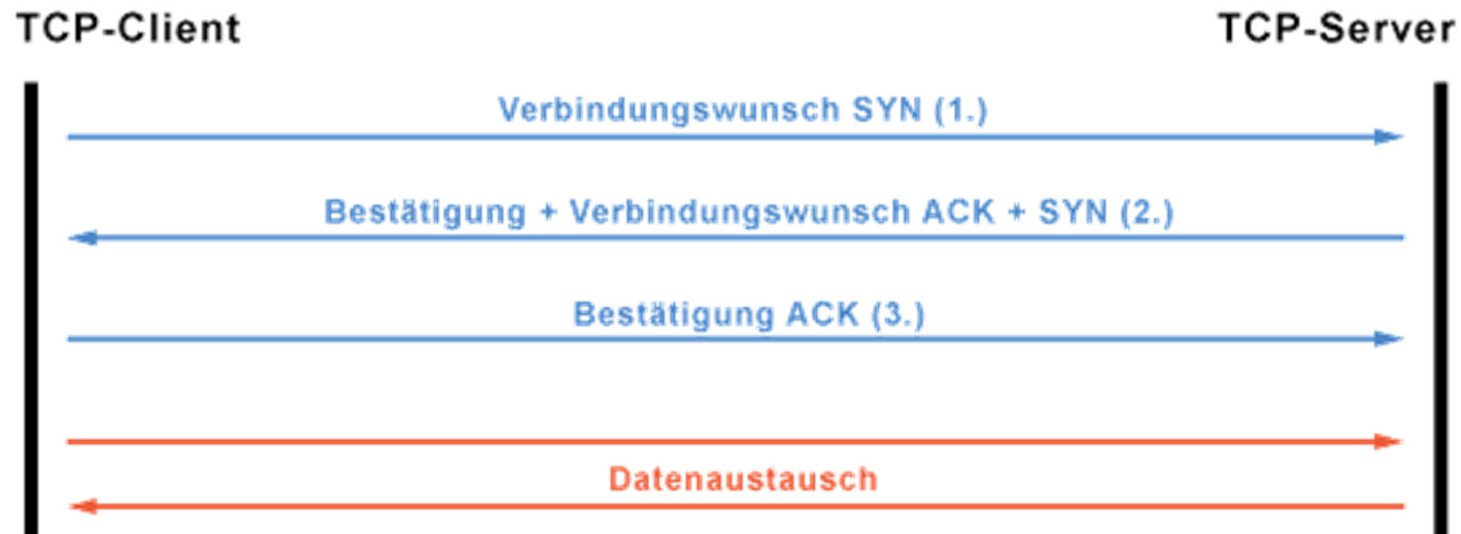 TCP-Client
TCP-Server
Verbindungswunsch SYN (1.)
Bestätigung + Verbindungswunsch ACK + SYN (2.)
Bestätigung ACK (3.)
Datenaustausch